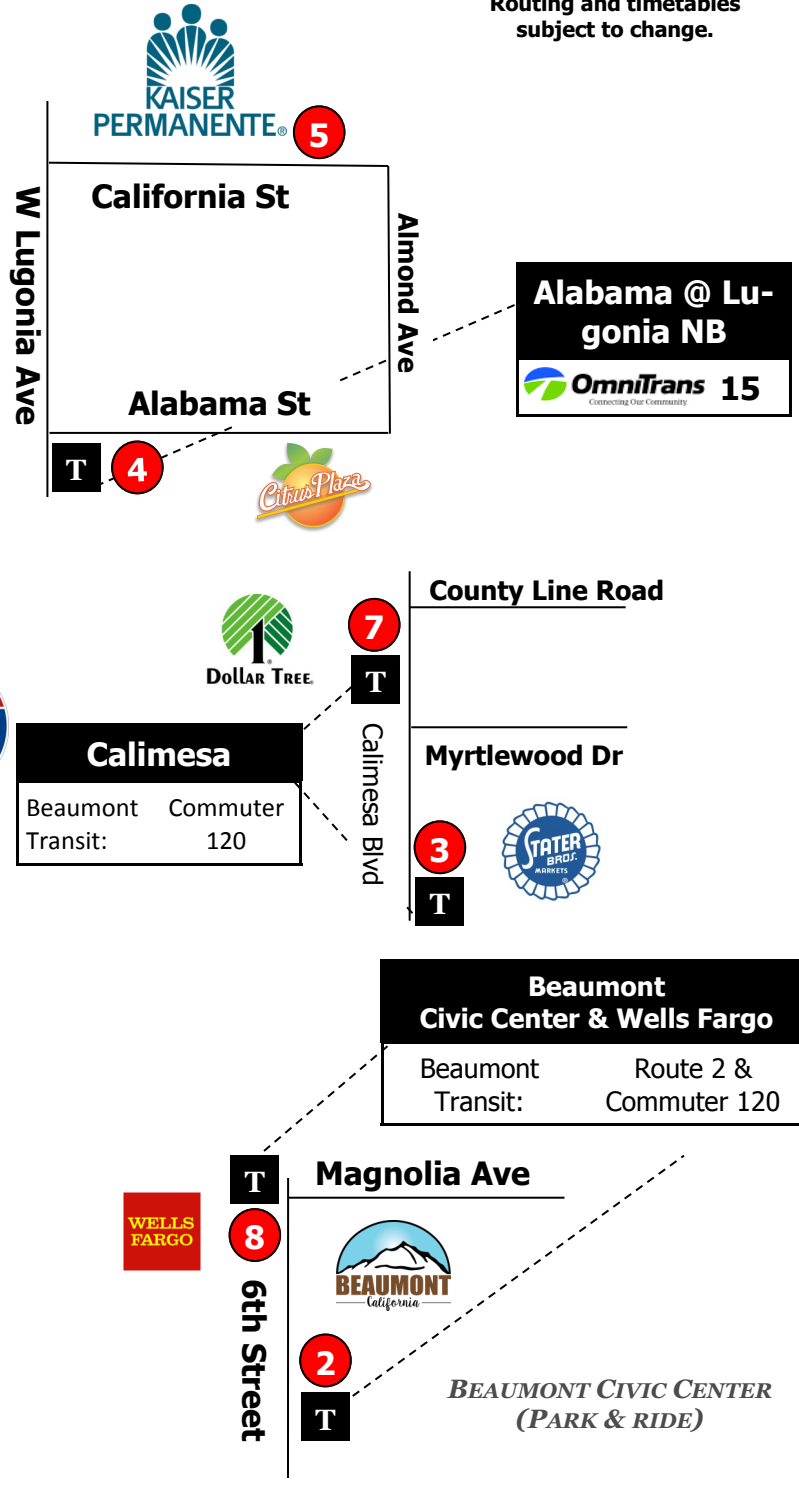 Routing and timetables
subject to change.
KAISER
PERMANENTE®
5
California St
W Lugonia Ave
Almond Ave
Alabama @ Lu-
gonia NB
OmniTrans 15
Connecting Our Community.
Alabama St
T 4
Citrus Plaza
County Line Road
7
1
DOLLAR TREE.
T
Calimesa
Beaumont Commuter
Transit: 120
Calimesa Blvd
Myrtlewood Dr
3
STATER
BROS.
MARKETS
®
T
Beaumont
Civic Center & Wells Fargo
Beaumont Route 2 &
Transit: Commuter 120
T
Magnolia Ave
WELLS
FARGO
8
BEAUMONT
California
6th Street
2
T
BEAUMONT CIVIC CENTER
(PARK & RIDE)